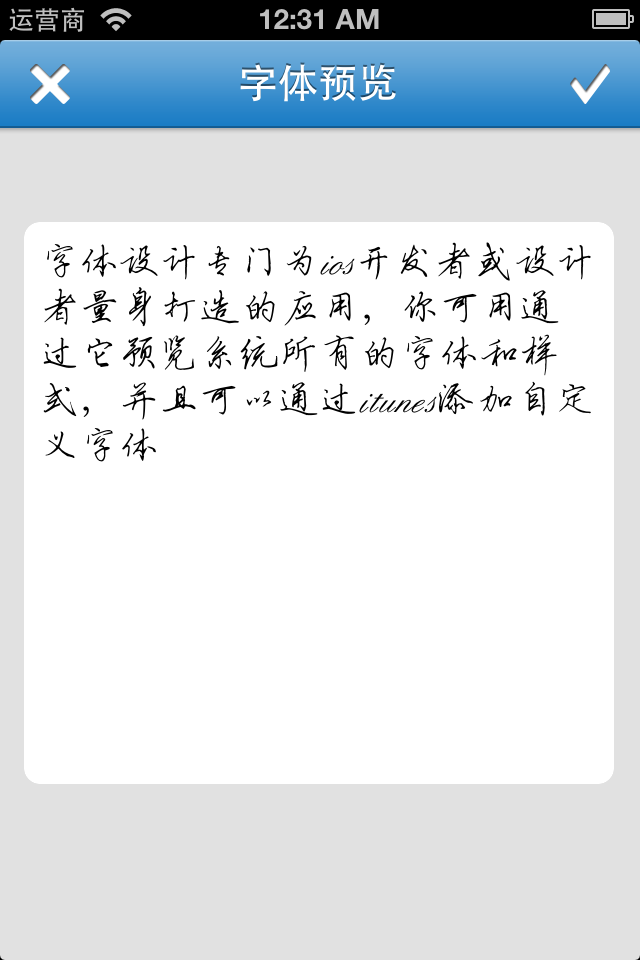 运营商 12:31 AM
字体预览
字体设计专门为ios开发者或设计
者量身打造的应用，你可用通
过它预览系统所有的字体和样
式，并且可以通过itunes添加自定
义字体